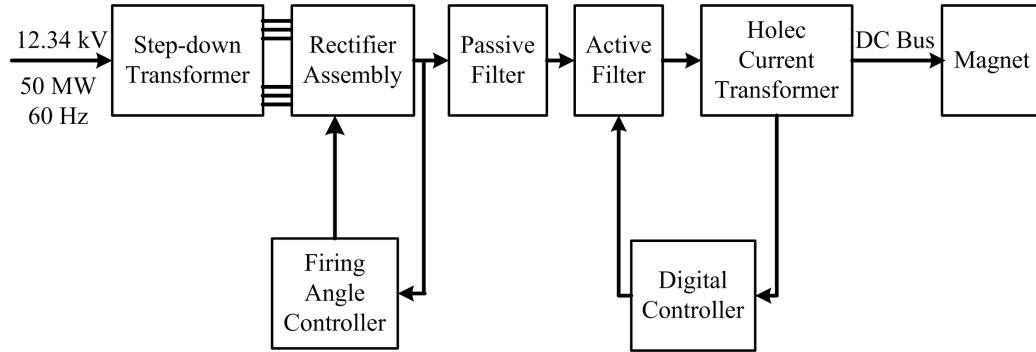 12.34 kV
50 MW
60 Hz
Step-down
Transformer
Rectifier
Assembly
Passive
Filter
Active
Filter
Holec
Current
Transformer
DC Bus
Magnet
Firing
Angle
Controller
Digital
Controller